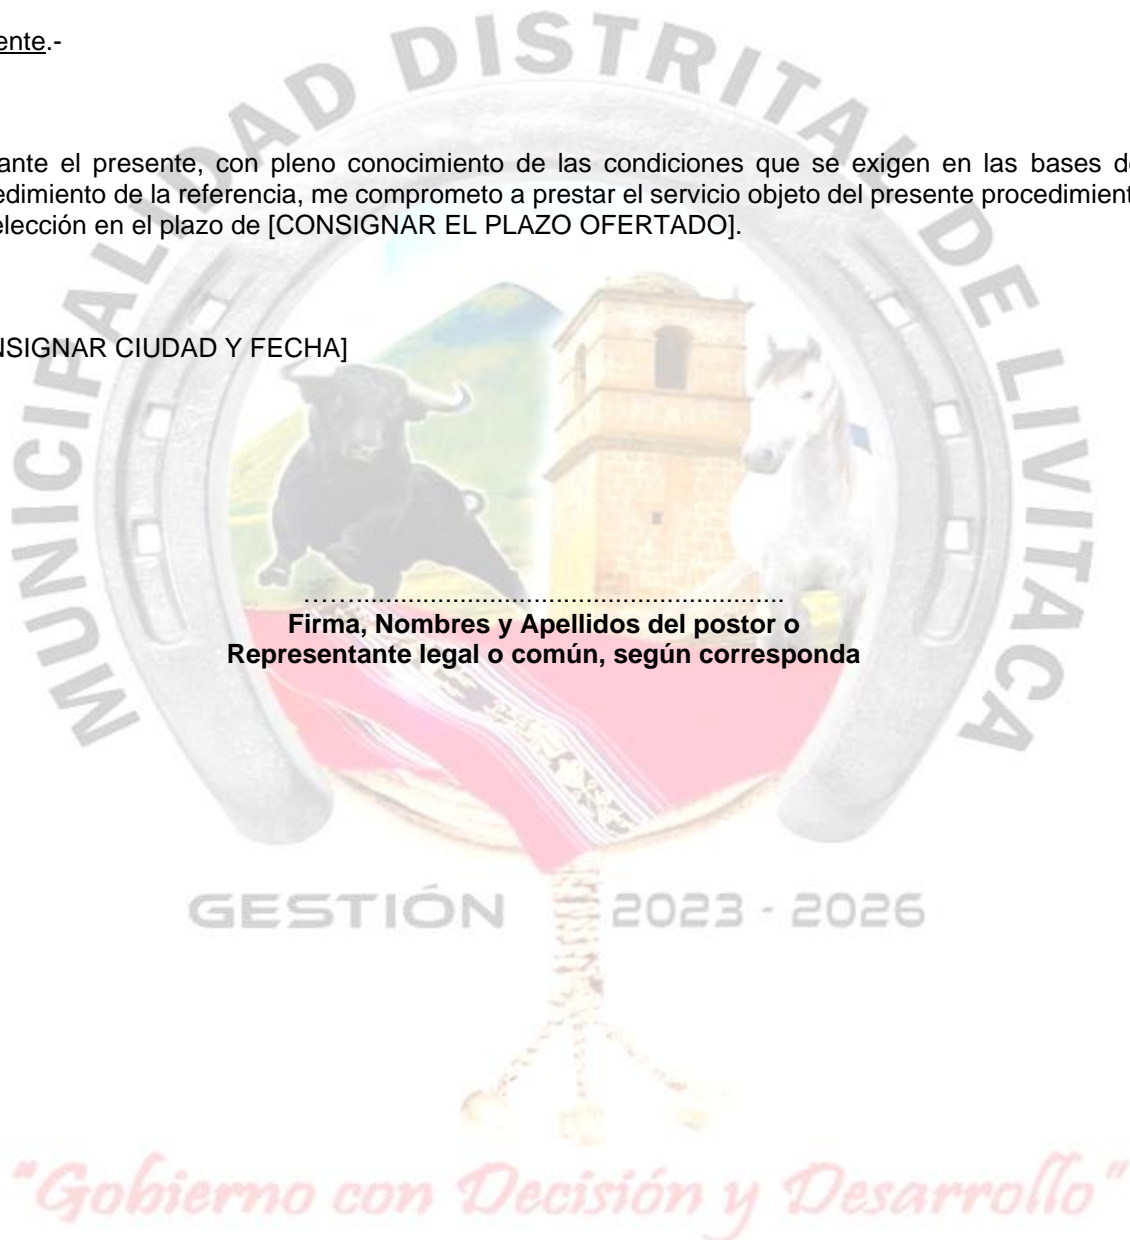 ente.-
ante el presente, con pleno conocimiento de las condiciones que se exigen en las bases d
edimiento de la referencia, me comprometo a prestar el servicio objeto del presente procedimient
elección en el plazo de [CONSIGNAR EL PLAZO OFERTADO].
NSIGNAR CIUDAD Y FECHA]
MUNICIPALIDAD DISTRITAL DE LIVITACA
……...........................................................
Firma, Nombres y Apellidos del postor o
Representante legal o común, según corresponda
GESTIÓN 2023 - 2026
"Gobierno con Decisión y Desarrollo"